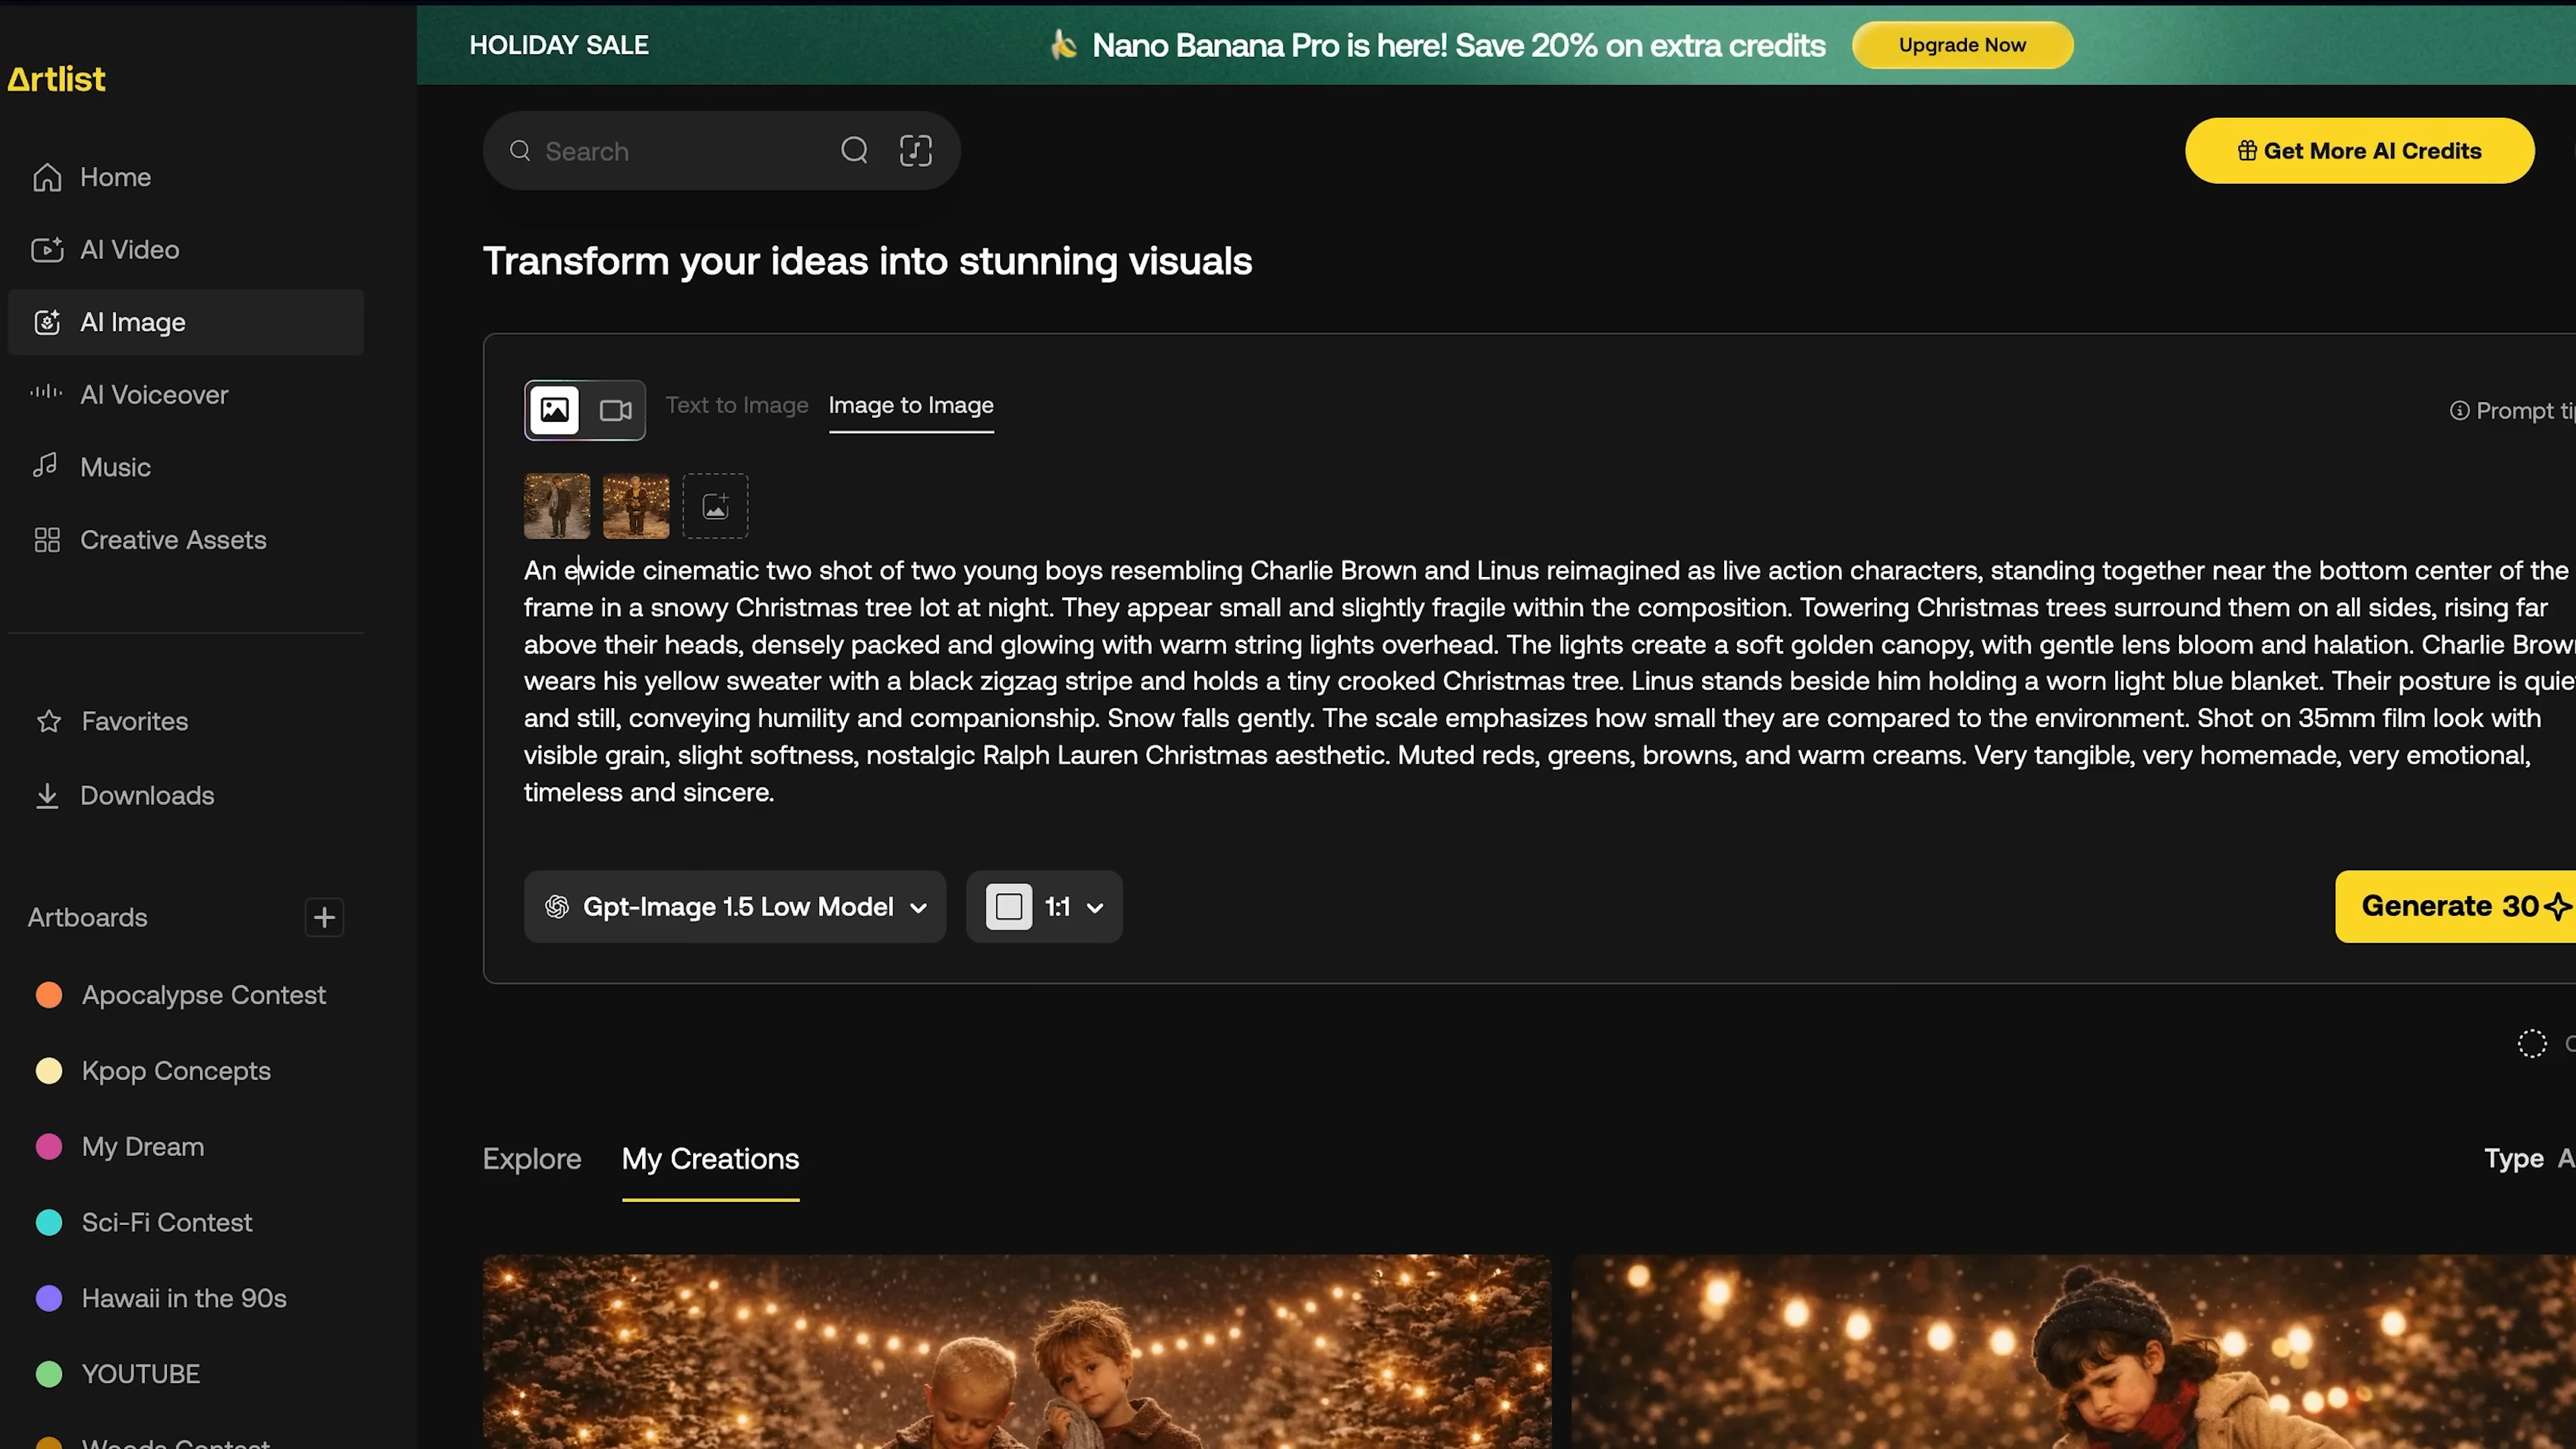 HOLIDAY SALE
Nano Banana Pro is here! Save 20% on extra credits
Upgrade Now
Artlist
Home
AI Video
AI Image
AI Voiceover
Music
Creative Assets
Favorites
Downloads
Artboards
Apocalypse Contest
Kpop Concepts
My Dream
Sci-Fi Contest
Hawaii in the 90s
YOUTUBE
Woods Contest
Search
Get More AI Credits
Transform your ideas into stunning visuals
Text to Image
Image to Image
Prompt
An ewide cinematic two shot of two young boys resembling Charlie Brown and Linus reimagined as live action characters, standing together near the bottom center of the
frame in a snowy Christmas tree lot at night. They appear small and slightly fragile within the composition. Towering Christmas trees surround them on all sides, rising far
above their heads, densely packed and glowing with warm string lights overhead. The lights create a soft golden canopy, with gentle lens bloom and halation. Charlie Brown
wears his yellow sweater with a black zigzag stripe and holds a tiny crooked Christmas tree. Linus stands beside him holding a worn light blue blanket. Their posture is quiet
and still, conveying humility and companionship. Snow falls gently. The scale emphasizes how small they are compared to the environment. Shot on 35mm film look with
visible grain, slight softness, nostalgic Ralph Lauren Christmas aesthetic. Muted reds, greens, browns, and warm creams. Very tangible, very homemade, very emotional,
timeless and sincere.
Gpt-Image 1.5 Low Model
1:1
Generate 30
Explore
My Creations
Type